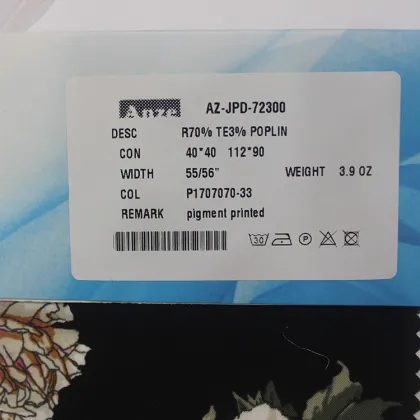 Anze AZ-JPD-72300
DESC R70% TE3% POPLIN
CON 40*40 112*90
WIDTH 55/56" WEIGHT 3.9 OZ
COL P1707070-33
REMARK pigment printed
30 P